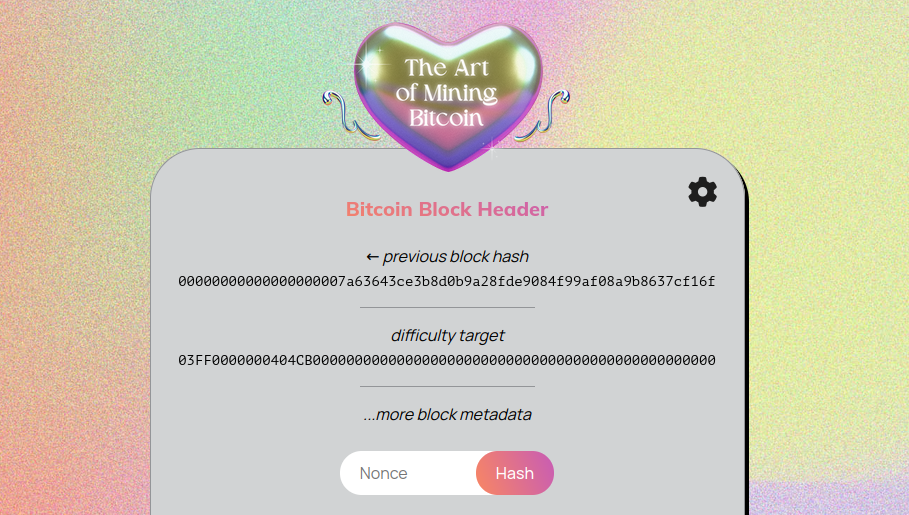 The Art
of Mining
Bitcoin
Bitcoin Block Header
← previous block hash
00000000000000000007a63643ce3b8d0b9a28fde9084f99af08a9b8637cf16f
difficulty target
03FF0000000404CB000000000000000000000000000000000000000000000000
...more block metadata
Nonce Hash